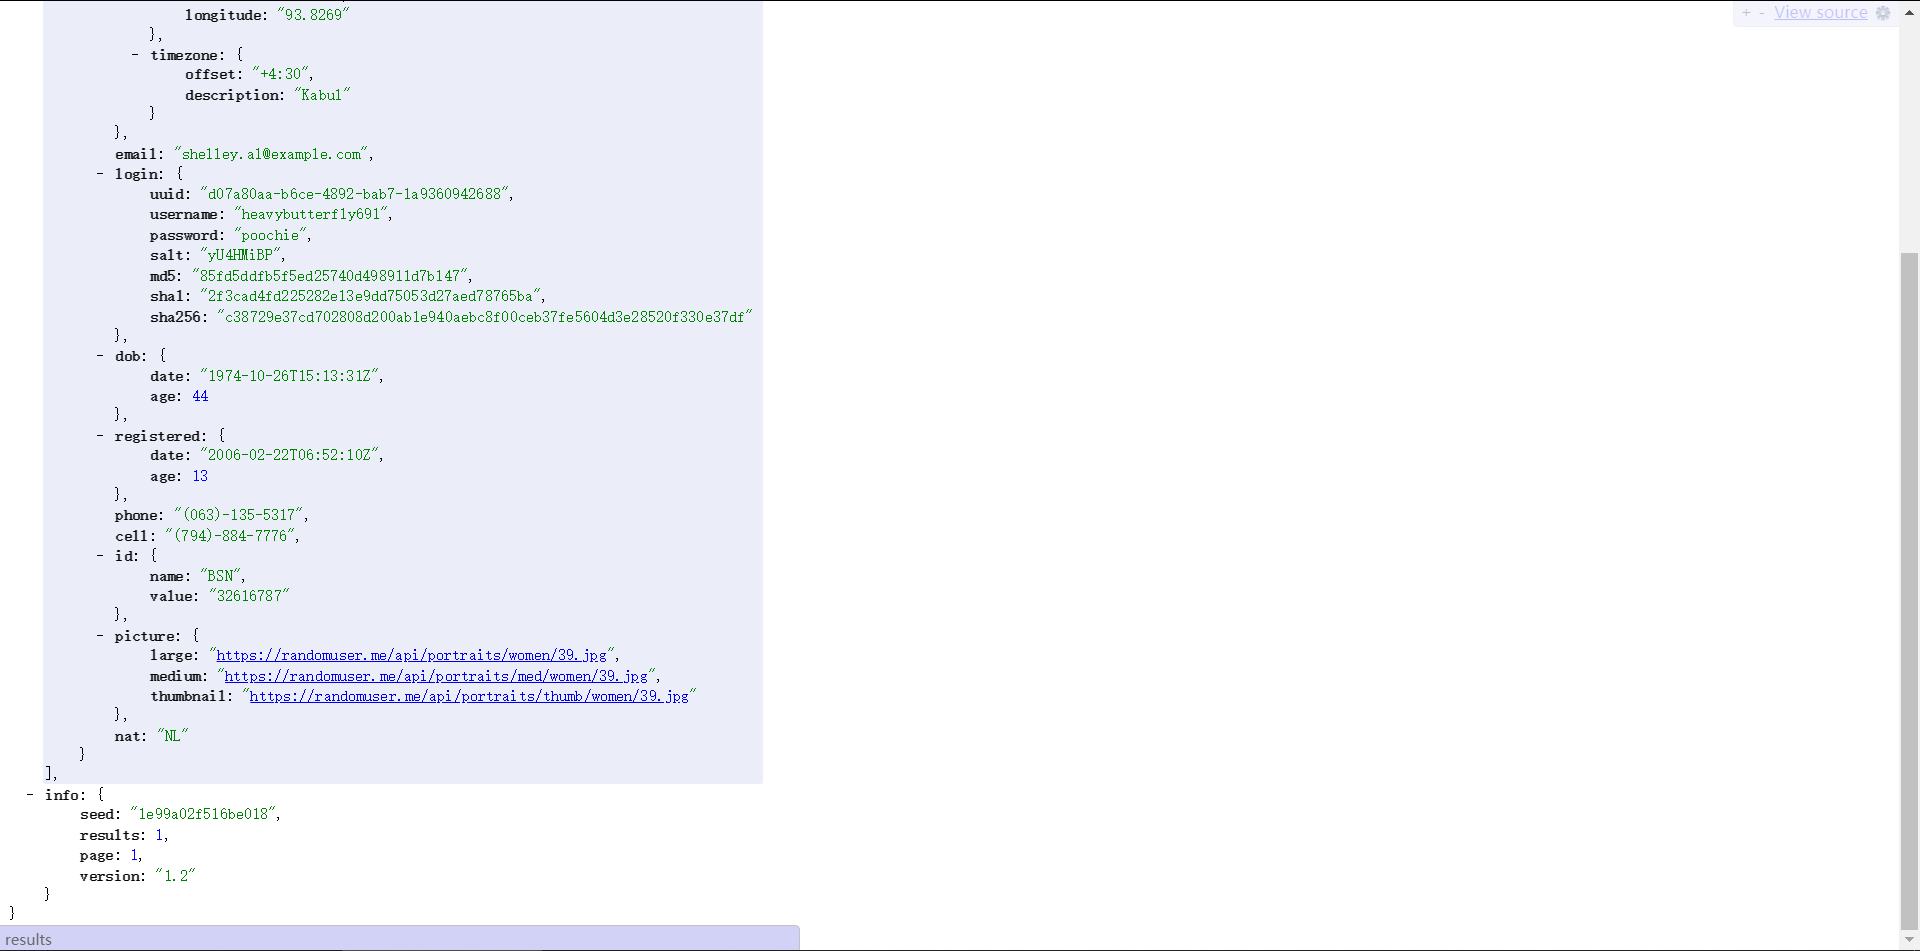 longitude: "93.8269"
+ - View source
},
- timezone: {
offset: "+4:30",
description: "Kabul"
}
},
email: "shelley.al@example.com",
- login: {
uuid: "d07a80aa-b6ce-4892-bab7-1a9360942688",
username: "heavybutterfly691",
password: "poochie",
salt: "yU4HMiBP",
md5: "85fd5ddfb5f5ed25740d498911d7b147",
sha1: "2f3cad4fd225282e13e9dd75053d27aed78765ba",
sha256: "c38729e37cd702808d200ab1e940aebc8f00ceb37fe5604d3e28520f330e37df"
},
- dob: {
date: "1974-10-26T15:13:31Z",
age: 44
},
- registered: {
date: "2006-02-22T06:52:10Z",
age: 13
},
phone: "(063)-135-5317",
cell: "(794)-884-7776",
- id: {
name: "BSN",
value: "32616787"
},
- picture: {
large: "https://randomuser.me/api/portraits/women/39.jpg",
medium: "https://randomuser.me/api/portraits/med/women/39.jpg",
thumbnail: "https://randomuser.me/api/portraits/thumb/women/39.jpg"
},
nat: "NL"
}
],
- info: {
seed: "1e99a02f516be018",
results: 1,
page: 1,
version: "1.2"
}
}
results